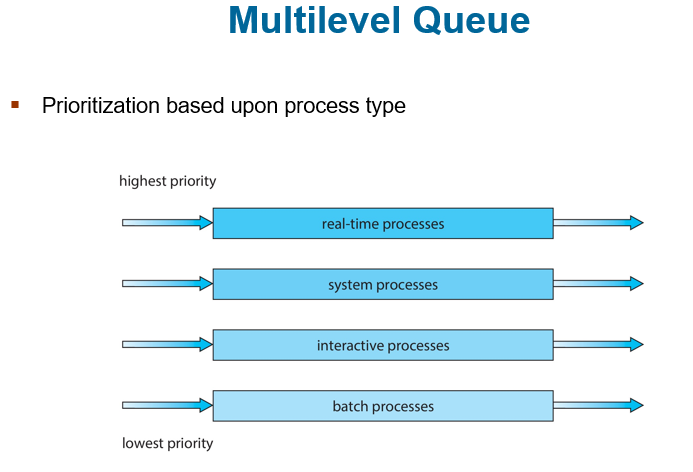 Multilevel Queue
Prioritization based upon process type
highest priority
real-time processes
system processes
interactive processes
batch processes
lowest priority